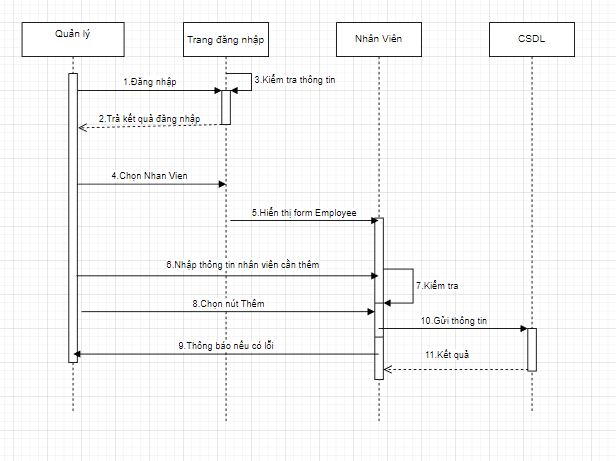 Quản lý
Trang đăng nhập
Nhân Viên
CSDL
1.Đăng nhập
3.Kiểm tra thông tin
2.Trả kết quả đăng nhập
4.Chọn Nhan Vien
5.Hiển thị form Employee
6.Nhập thông tin nhân viên cần thêm
7.Kiểm tra
8.Chọn nút Thêm
10.Gửi thông tin
9.Thông báo nếu có lỗi
11.Kết quả